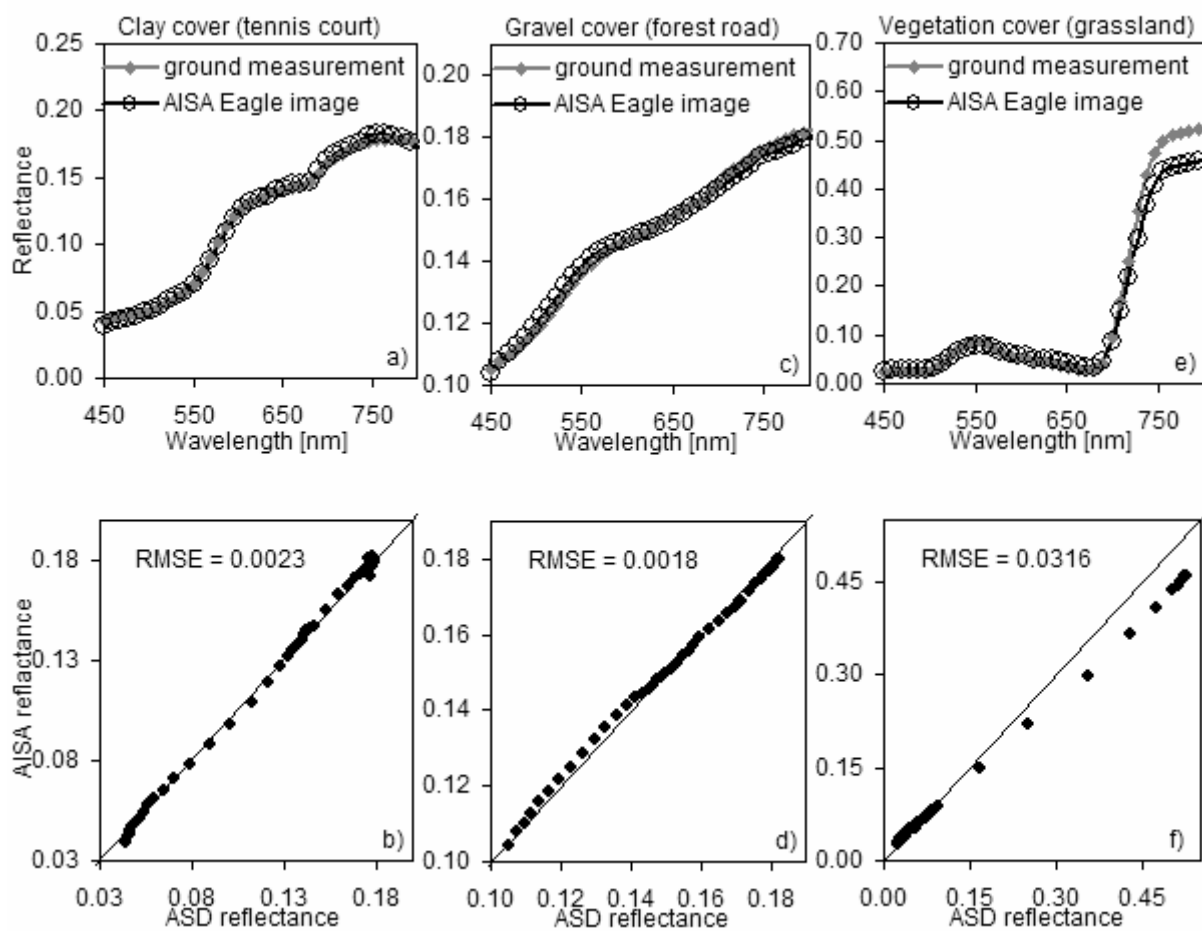 Clay cover (tennis court)
0.25
ground measurement
AISA Eagle image
0.20
0.15
0.10
0.05
0.00
Reflectance
a)
450 550 650 750
Wavelength [nm]
Gravel cover (forest road)
0.20
ground measurement
AISA Eagle image
0.18
0.16
0.14
0.12
0.10
c)
450 550 650 750
Wavelength [nm]
Vegetation cover (grassland)
0.70
ground measurement
0.60
AISA Eagle image
0.50
0.40
0.30
0.20
0.10
0.00
e)
450 550 650 750
Wavelength [nm]
RMSE = 0.0023
0.18
0.13
0.08
0.03
AISA reflactance
b)
0.03 0.08 0.13 0.18
ASD reflectance
RMSE = 0.0018
0.18
0.16
0.14
0.12
0.10
d)
0.10 0.12 0.14 0.16 0.18
ASD reflectance
RMSE = 0.0316
0.45
0.30
0.15
0.00
f)
0.00 0.15 0.30 0.45
ASD reflectance